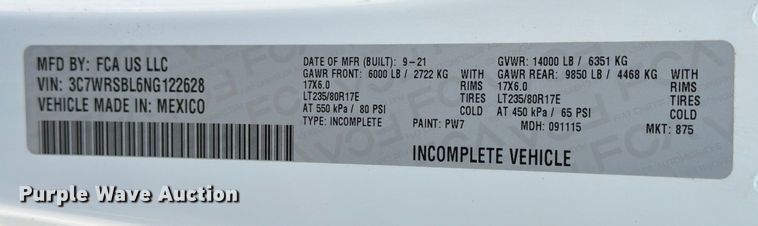 MFD BY: FCA US LLC
VIN: 3C7WRSBL6NG122628
VEHICLE MADE IN: MEXICO
DATE OF MFR (BUILT): 9-21
GAWR FRONT: 6000 LB / 2722 KG WITH
17X6.0 RIMS
LT235/80R17E TIRES
AT 550 kPa / 80 PSI COLD
TYPE: INCOMPLETE PAINT: PW7
GVWR: 14000 LB / 6351 KG
GAWR REAR: 9850 LB / 4468 KG WITH
17X6.0 RIMS
LT235/80R17E TIRES
AT 450 kPa / 65 PSI COLD
MDH: 091115 MKT: 875
INCOMPLETE VEHICLE
Purple Wave Auction